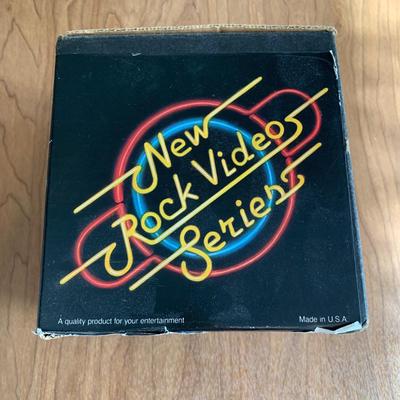 New
Rock Video
Series
A quality product for your entertainment
Made in U.S.A.